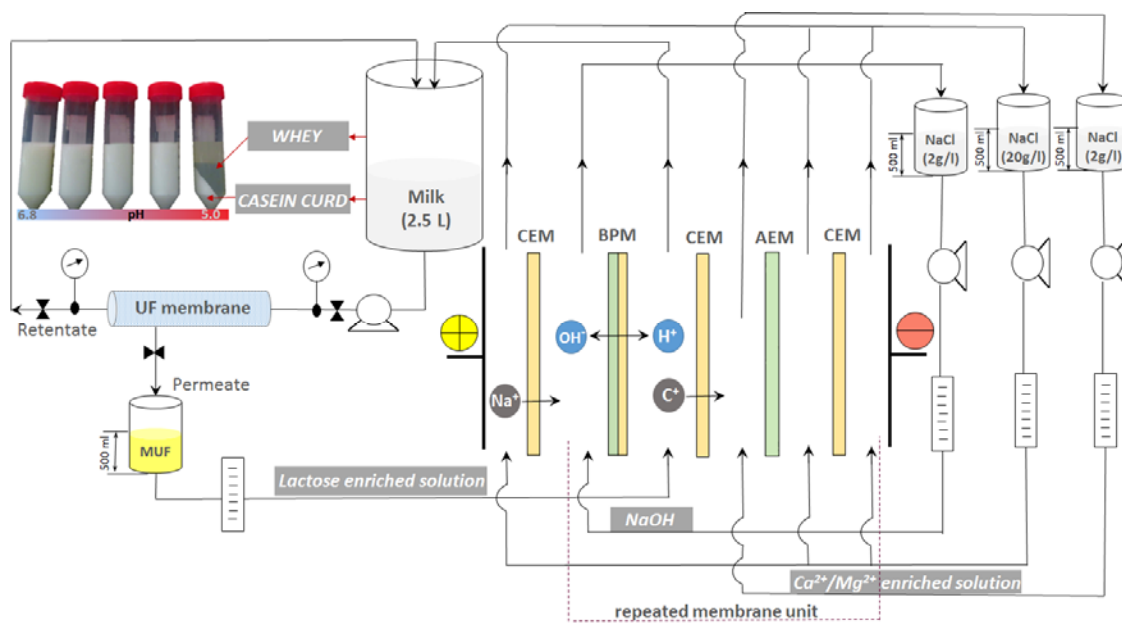 WHEY
CASEIN CURD
6.8
pH
5.0
Milk
(2.5 L)
NaCl
(2g/l)
500 ml
NaCl
(20g/l)
500 ml
NaCl
(2g/l)
500 ml
CEM
BPM
CEM
AEM
CEM
UF membrane
Retentate
Permeate
OH⁻
H⁺
Na⁺
C⁺
MUF
500 ml
Lactose enriched solution
NaOH
Ca²⁺/Mg²⁺ enriched solution
repeated membrane unit